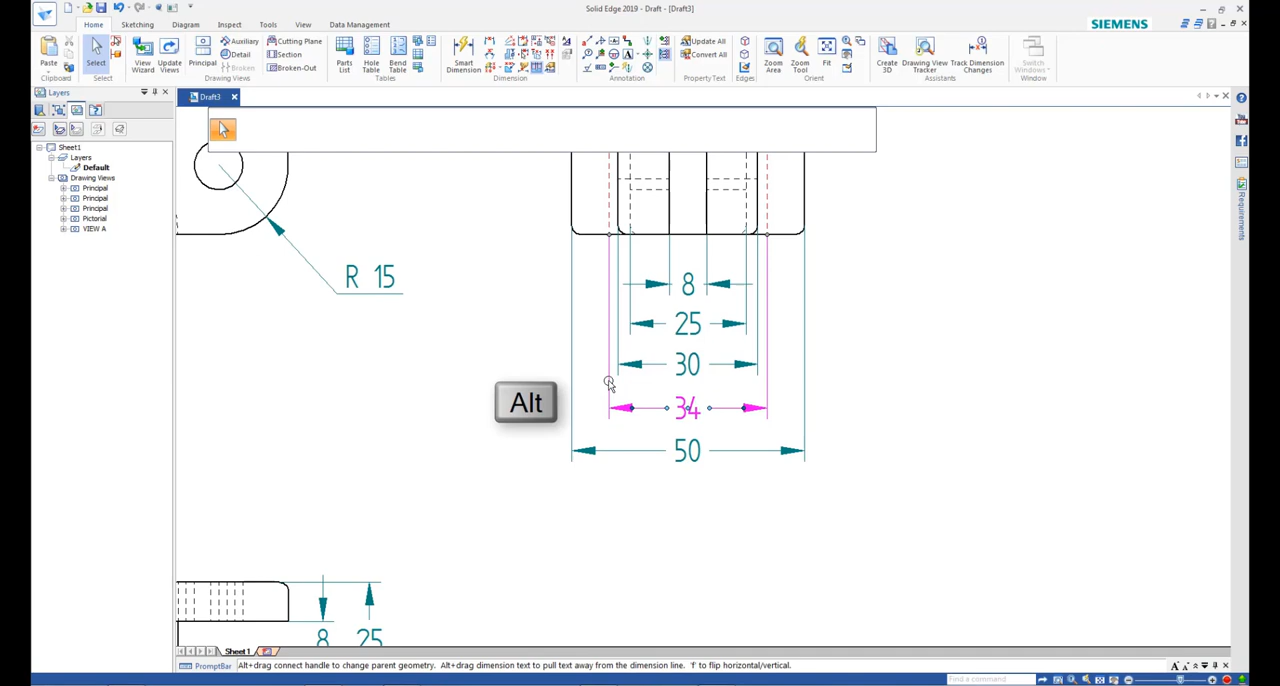 Solid Edge 2019 - Draft - [Draft3]
Home Sketching Diagram Inspect Tools View Data Management
SIEMENS
Paste
Clipboard
Select
Select
View Wizard
Update Views
Principal
Auxiliary
Detail
Cutting Plane
Section
Broken
Broken-Out
Drawing Views
Parts List
Hole Table
Bend Table
Tables
Smart Dimension
Dimension
Annotation
Update All
Convert All
Property Text
Edges
Zoom Area
Zoom Tool
Fit
Orient
Create 3D
Drawing View Tracker
Track Dimension Changes
Assistants
Switch Windows
Window
Layers
Draft3
Sheet1
Layers
Default
Drawing Views
Principal
Principal
Principal
Pictorial
VIEW A
Requirements
R 15
8
25
30
34
50
Alt
8 25
Sheet 1
PromptBar
Alt+drag connect handle to change parent geometry. Alt+drag dimension text to pull text away from the dimension line. 'f' to flip horizontal/vertical.
Find a command